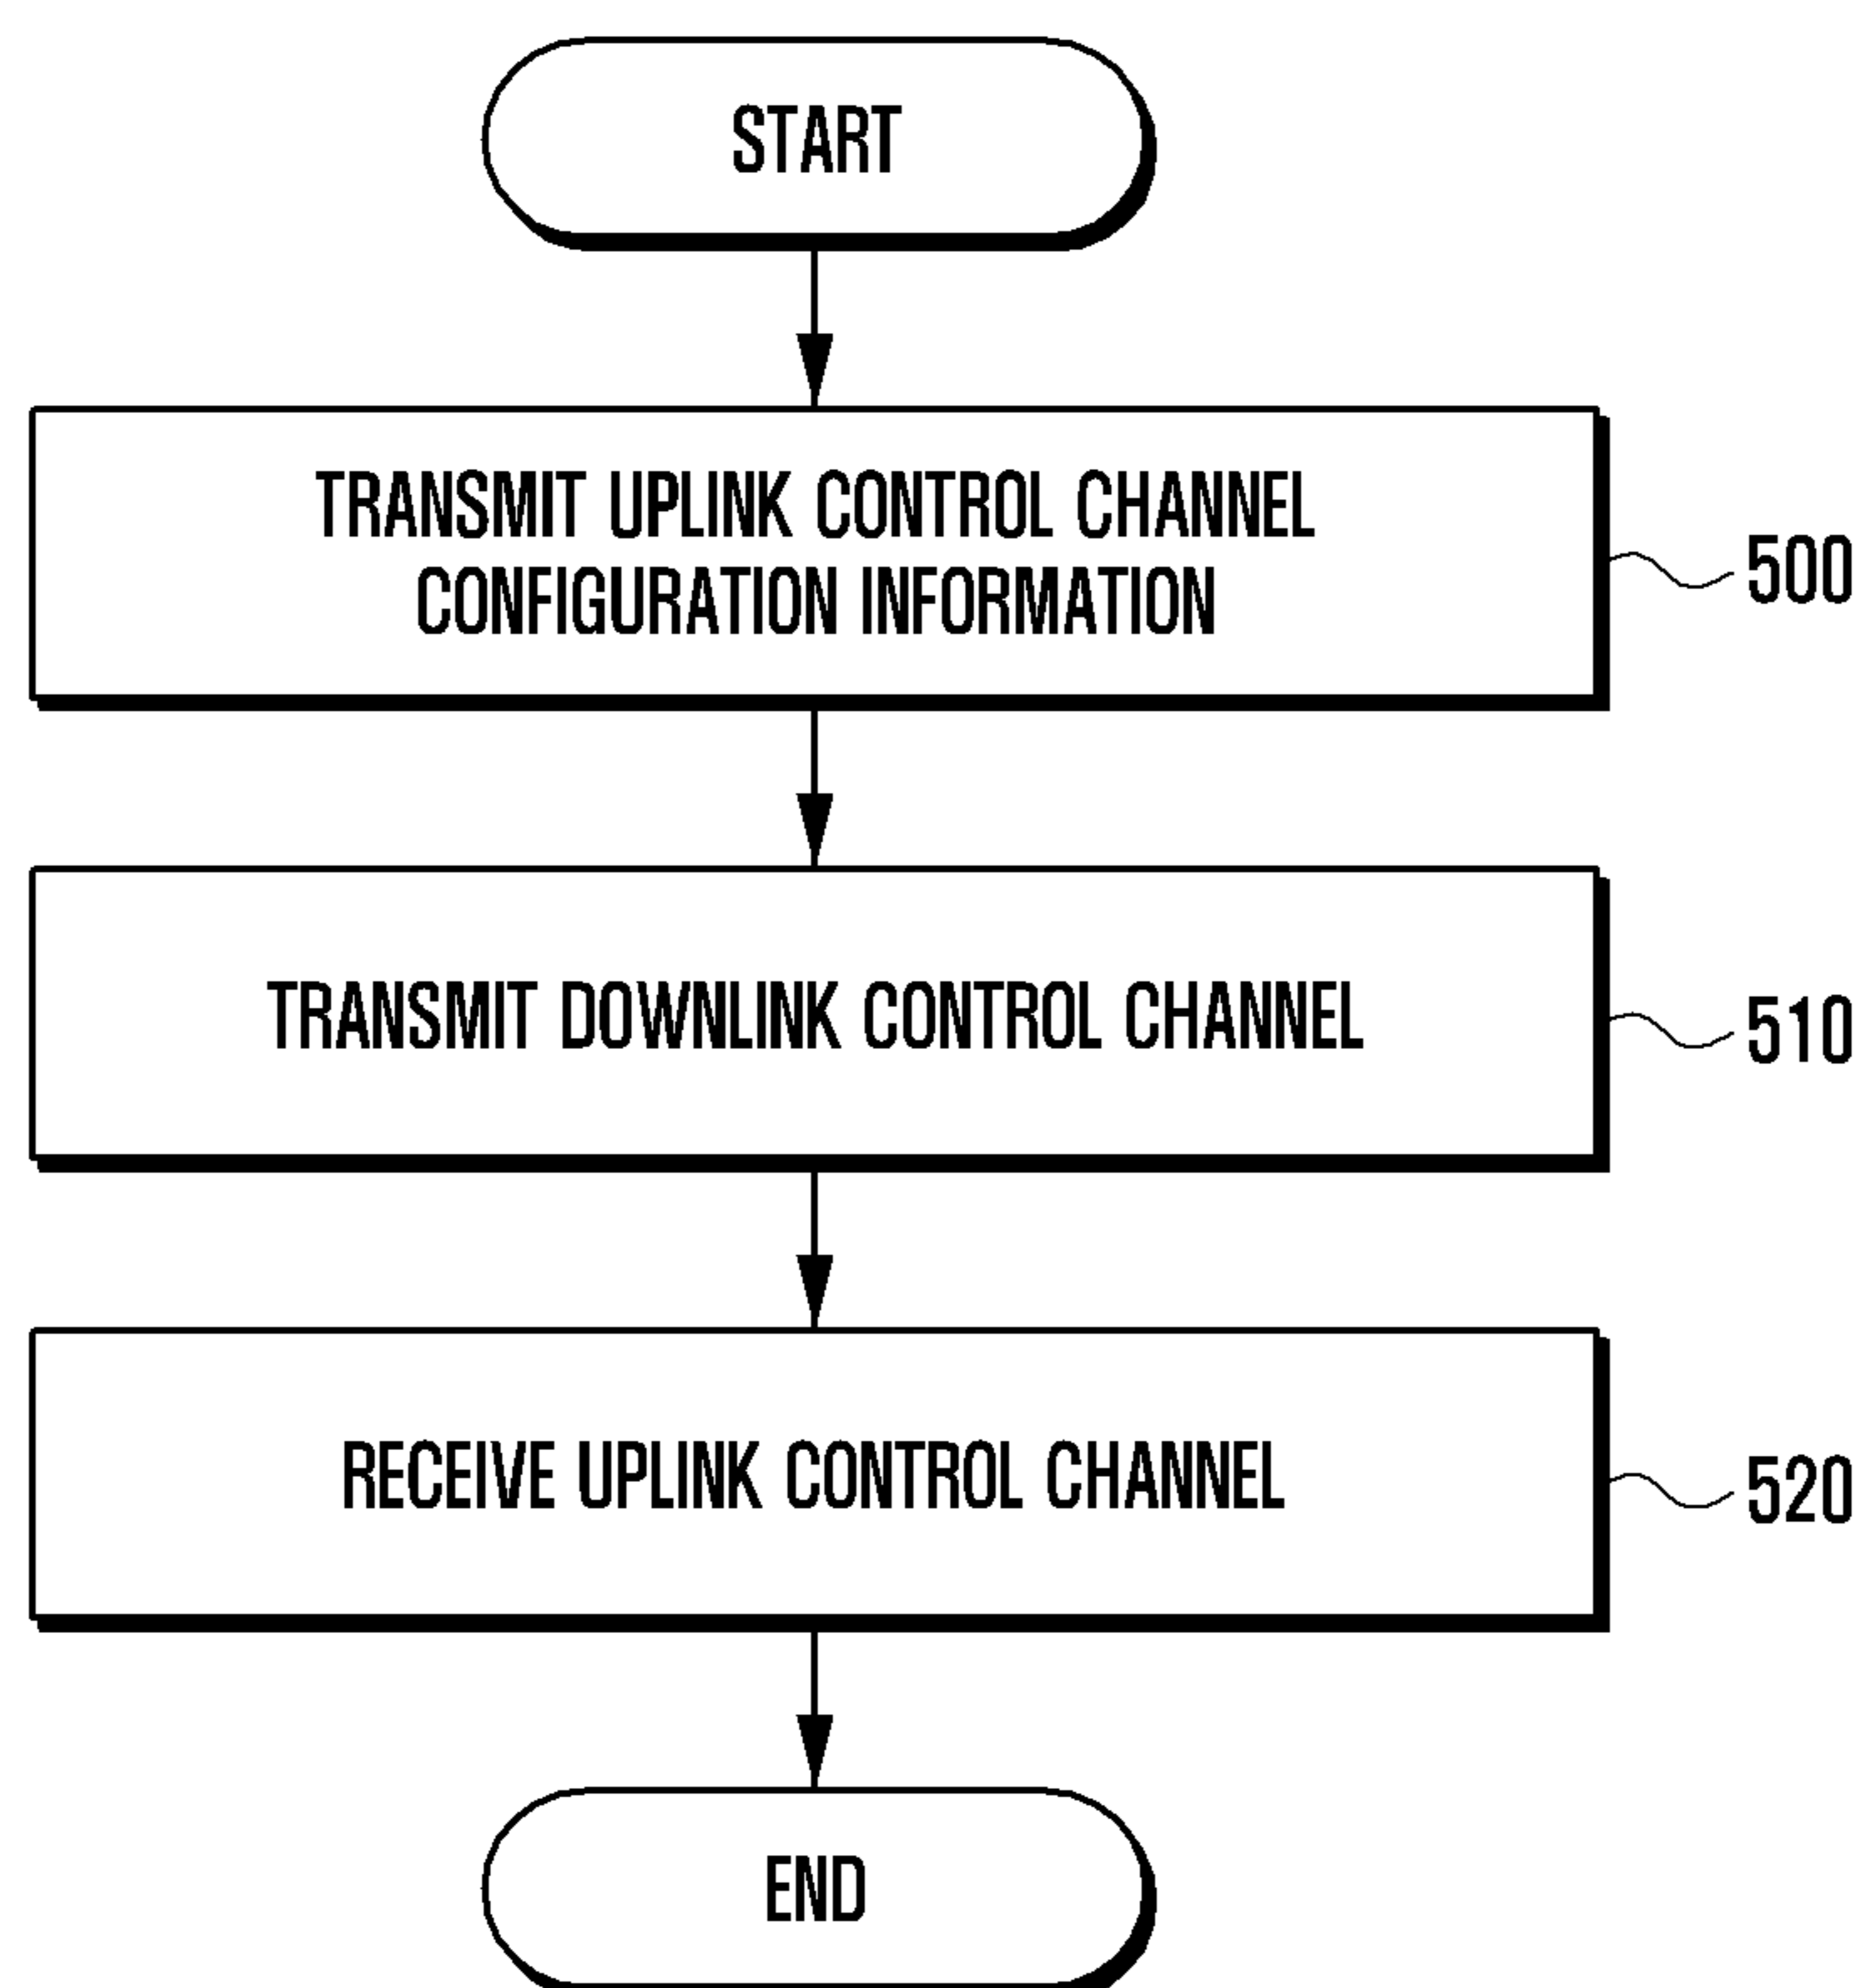 START
TRANSMIT UPLINK CONTROL CHANNEL
CONFIGURATION INFORMATION
500
TRANSMIT DOWNLINK CONTROL CHANNEL
510
RECEIVE UPLINK CONTROL CHANNEL
520
END